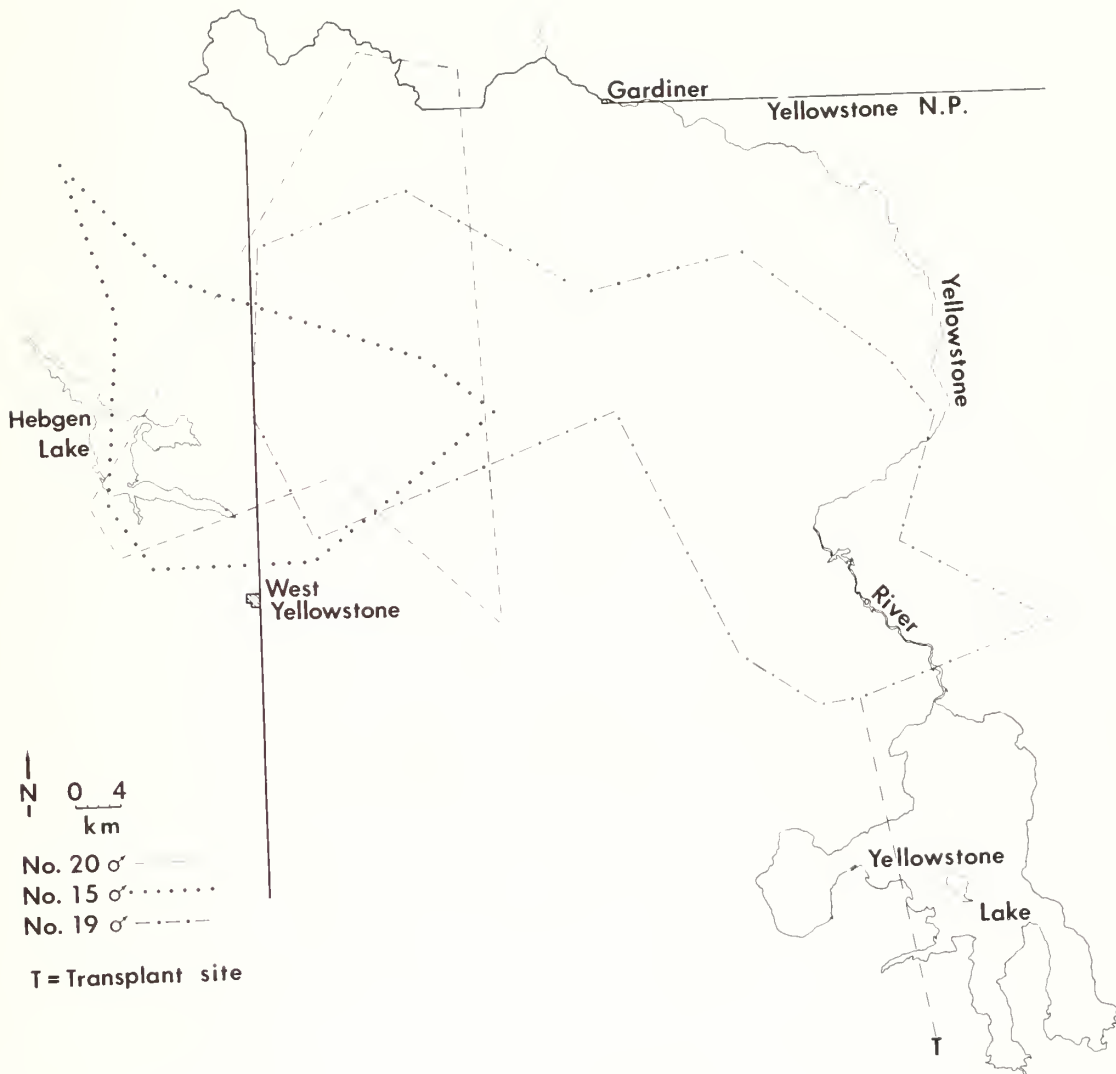 Gardiner
Yellowstone N.P.
Yellowstone
River
Hebgen
Lake
West
Yellowstone
N
0 4
km
No. 20 ♂
No. 15 ♂
No. 19 ♂
T = Transplant site
Yellowstone
Lake
T